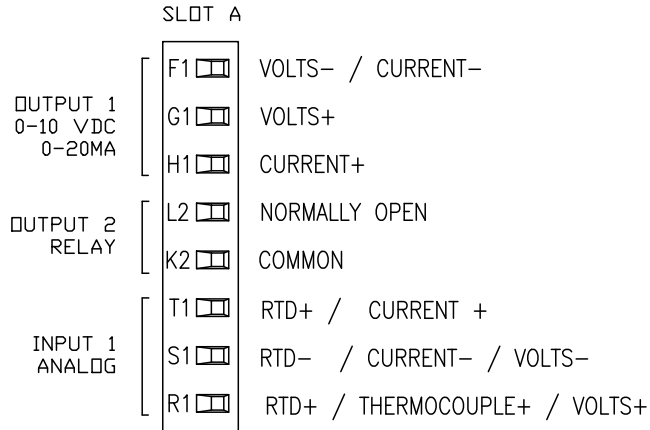 SLOT A
F1 VOLTS- / CURRENT-
OUTPUT 1
0-10 VDC
0-20MA
G1 VOLTS+
H1 CURRENT+
OUTPUT 2
RELAY
L2 NORMALLY OPEN
K2 COMMON
INPUT 1
ANALOG
T1 RTD+ / CURRENT +
S1 RTD- / CURRENT- / VOLTS-
R1 RTD+ / THERMOCOUPLE+ / VOLTS+